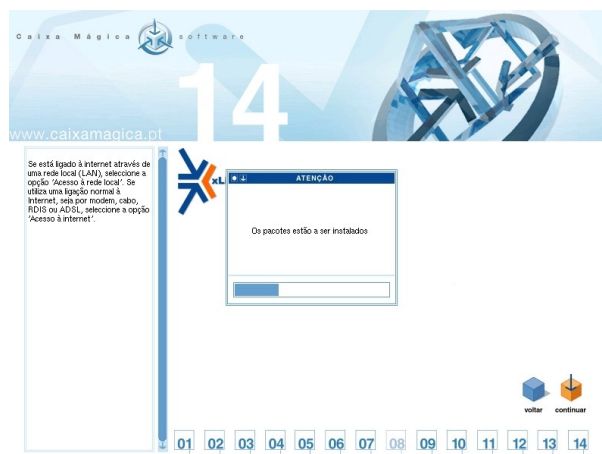 Caixa Mágica software
14
www.caixamagica.pt
Se está ligado à internet através de
uma rede local (LAN), seleccione a
opção 'Acesso à rede local'. Se
utiliza uma ligação normal à
Internet, seja por modem, cabo,
RDIS ou ADSL, seleccione a opção
'Acesso à internet'.
xL
ATENÇÃO
Os pacotes estão a ser instalados
voltar continuar
01 02 03 04 05 06 07 08 09 10 11 12 13 14